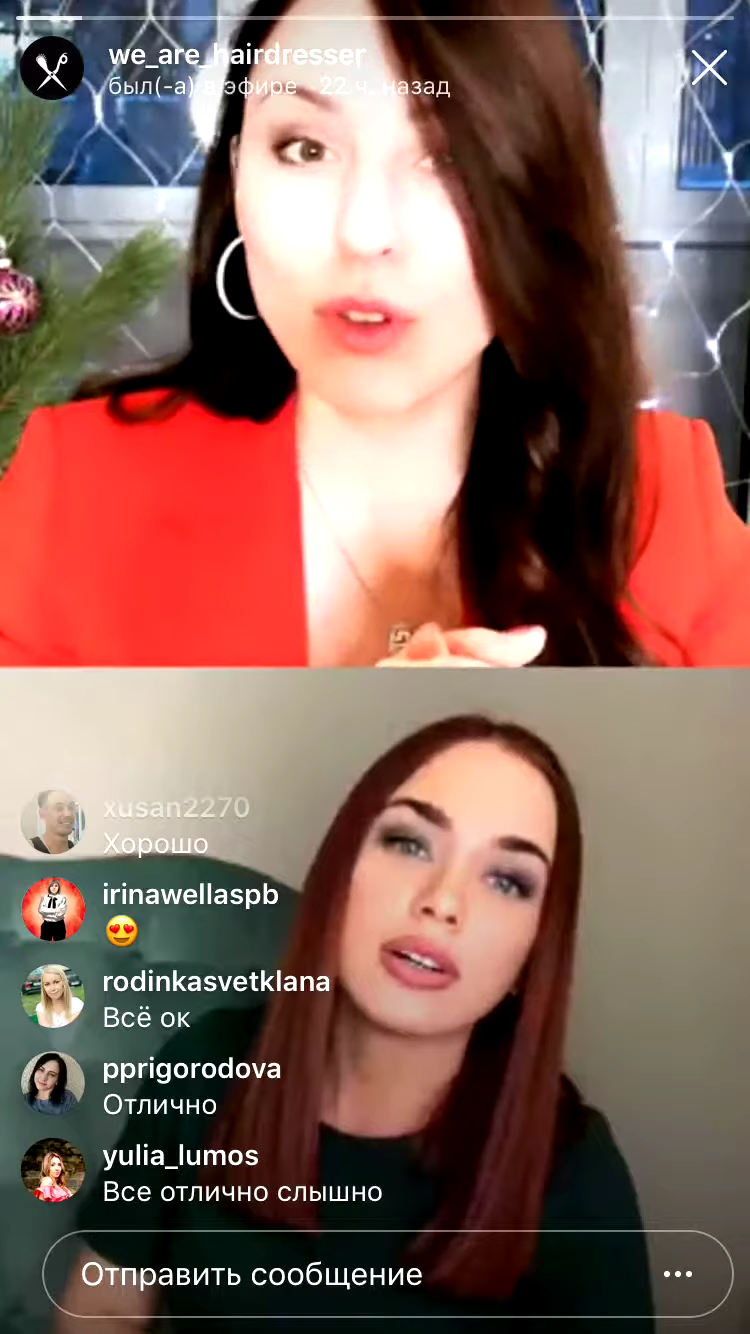 we_are_hairdresser
был(-а) в эфире · 22 ч. назад
xusan2270
Хорошо
irinawellaspb
😍
rodinkasvetklana
Всё ок
pprigorodova
Отлично
yulia_lumos
Все отлично слышно
Отправить сообщение